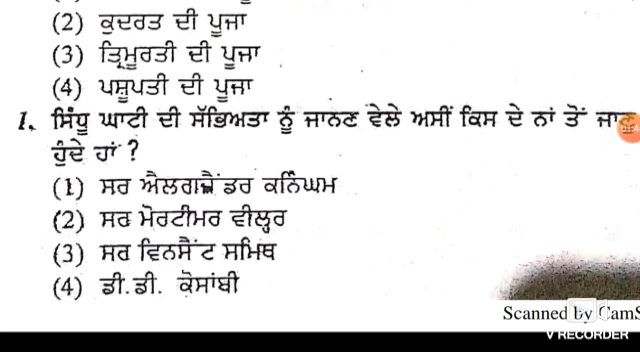 (2) ਕੁਦਰਤ ਦੀ ਪੂਜਾ
(3) ਤ੍ਰਿਮੂਰਤੀ ਦੀ ਪੂਜਾ
(4) ਪਸ਼ੂਪਤੀ ਦੀ ਪੂਜਾ
1. ਸਿੰਧੂ ਘਾਟੀ ਦੀ ਸੱਭਿਅਤਾ ਨੂੰ ਜਾਨਣ ਵੇਲੇ ਅਸੀਂ ਕਿਸ ਦੇ ਨਾਂ ਤੋਂ
ਹੁੰਦੇ ਹਾਂ ?
(1) ਸਰ ਐਲਗਜ਼ੈਂਡਰ ਕਨਿੰਘਮ
(2) ਸਰ ਮੋਰਟੀਮਰ ਵੀਲ੍ਹਰ
(3) ਸਰ ਵਿਨਸੈਂਟ ਸਮਿਥ
(4) ਡੀ.ਡੀ. ਕੋਸਾਂਬੀ
Scanned by CamS
V RECORDER